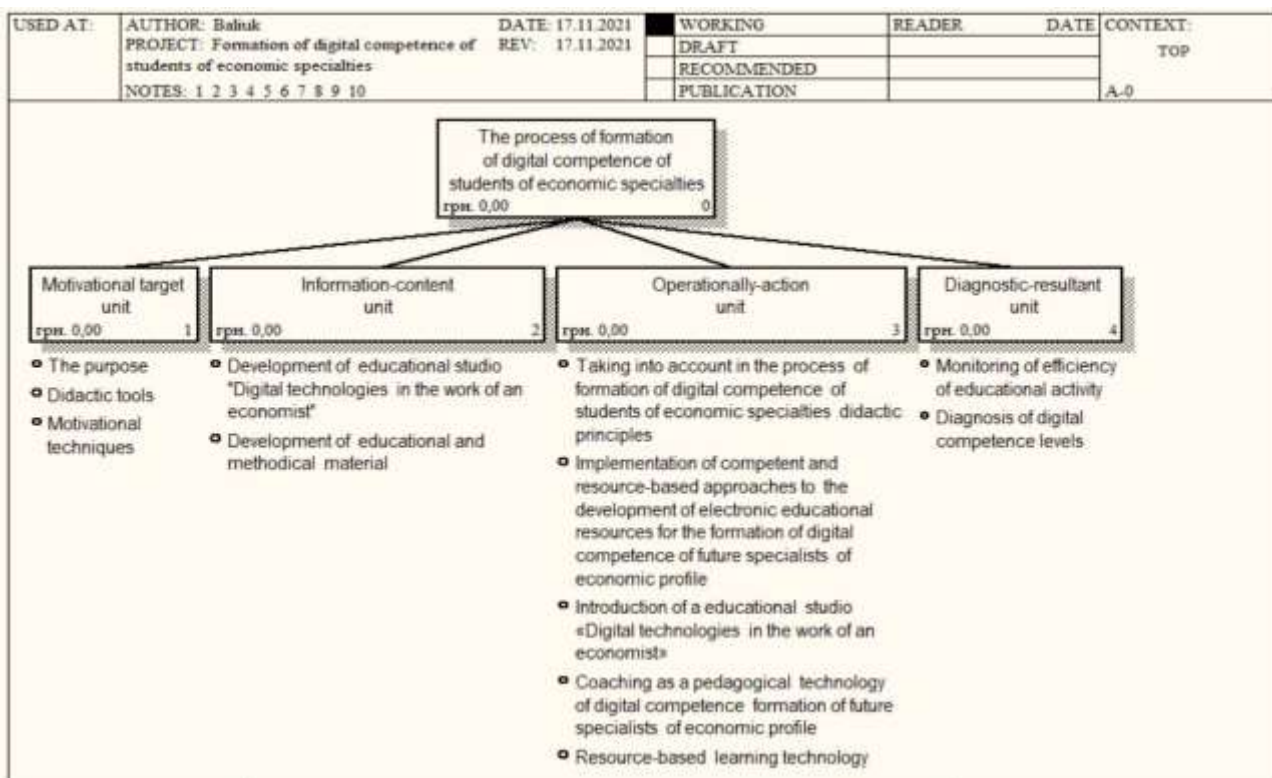 USED AT:
AUTHOR: Baliuk
DATE: 17.11.2021
PROJECT: Formation of digital competence of
students of economic specialties
REV: 17.11.2021
NOTES: 1 2 3 4 5 6 7 8 9 10
WORKING
DRAFT
RECOMMENDED
PUBLICATION
READER
DATE
CONTEXT:
TOP
A-0
The process of formation
of digital competence of
students of economic specialties
грн. 0,00
0
Motivational target
unit
грн. 0,00
1
The purpose
Didactic tools
Motivational
techniques
Information-content
unit
грн. 0,00
2
Development of educational studio
"Digital technologies in the work of an
economist"
Development of educational and
methodical material
Operationally-action
unit
грн. 0,00
3
Taking into account in the process of
formation of digital competence of
students of economic specialties didactic
principles
Implementation of competent and
resource-based approaches to the
development of electronic educational
resources for the formation of digital
competence of future specialists of
economic profile
Introduction of a educational studio
«Digital technologies in the work of an
economist»
Coaching as a pedagogical technology
of digital competence formation of future
specialists of economic profile
Resource-based learning technology
Diagnostic-resultant
unit
грн. 0,00
4
Monitoring of efficiency
of educational activity
Diagnosis of digital
competence levels